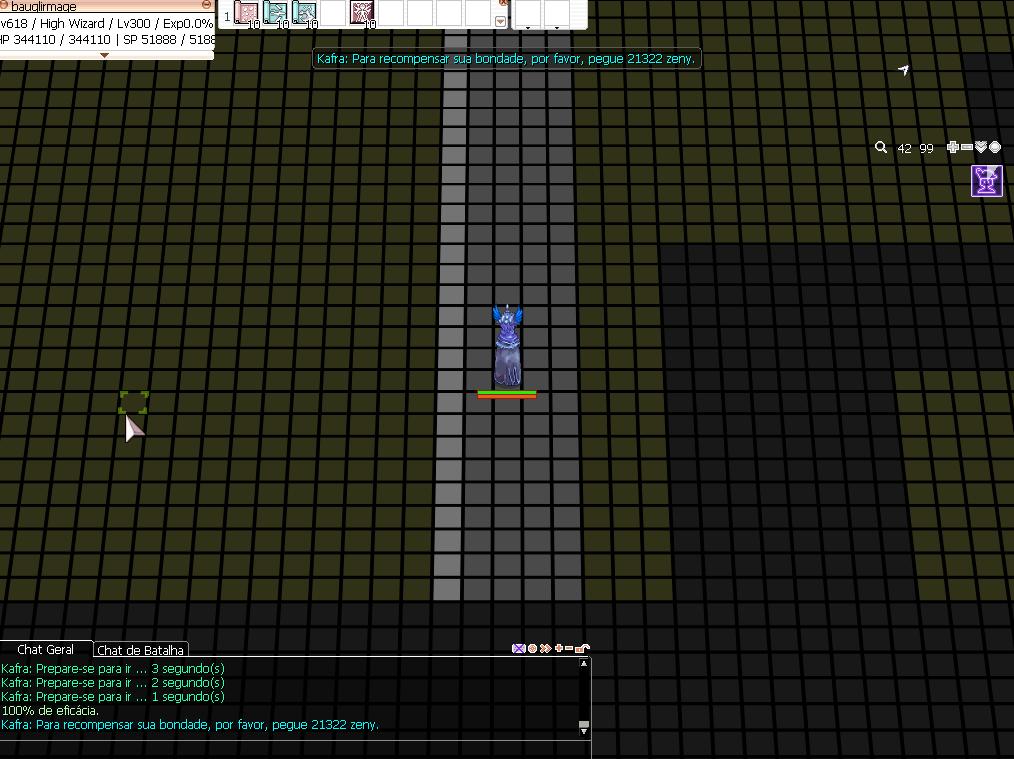 bauglirmage
v618 / High Wizard / Lv300 / Exp0.0%
HP 344110 / 344110 | SP 51888 / 5188
1 10 10 10 10
Kafra: Para recompensar sua bondade, por favor, pegue 21322 zeny.
42 99
Chat Geral Chat de Batalha
Kafra: Prepare-se para ir ... 3 segundo(s)
Kafra: Prepare-se para ir ... 2 segundo(s)
Kafra: Prepare-se para ir ... 1 segundo(s)
100% de eficácia.
Kafra: Para recompensar sua bondade, por favor, pegue 21322 zeny.